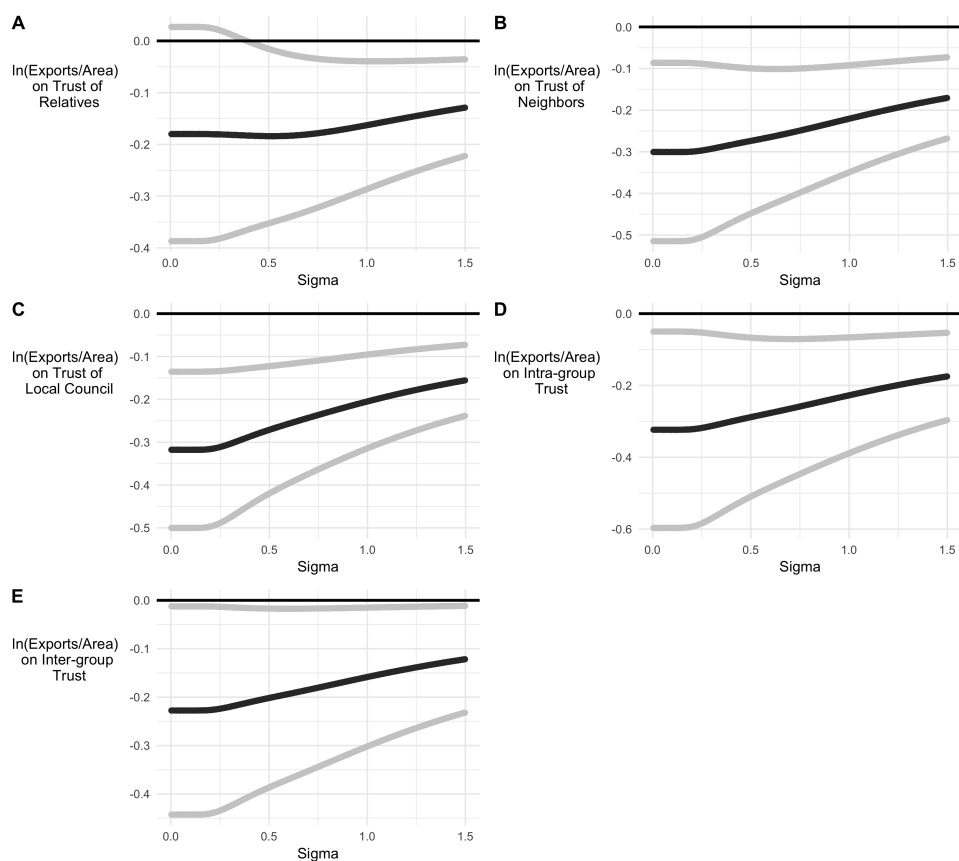 A
ln(Exports/Area)
on Trust of
Relatives
0.0
-0.1
-0.2
-0.3
-0.4
0.0 0.5 1.0 1.5
Sigma
B
ln(Exports/Area)
on Trust of
Neighbors
0.0
-0.1
-0.2
-0.3
-0.4
-0.5
0.0 0.5 1.0 1.5
Sigma
C
ln(Exports/Area)
on Trust of
Local Council
0.0
-0.1
-0.2
-0.3
-0.4
-0.5
0.0 0.5 1.0 1.5
Sigma
D
ln(Exports/Area)
on Intra-group
Trust
0.0
-0.2
-0.4
-0.6
0.0 0.5 1.0 1.5
Sigma
E
ln(Exports/Area)
on Inter-group
Trust
0.0
-0.1
-0.2
-0.3
-0.4
0.0 0.5 1.0 1.5
Sigma